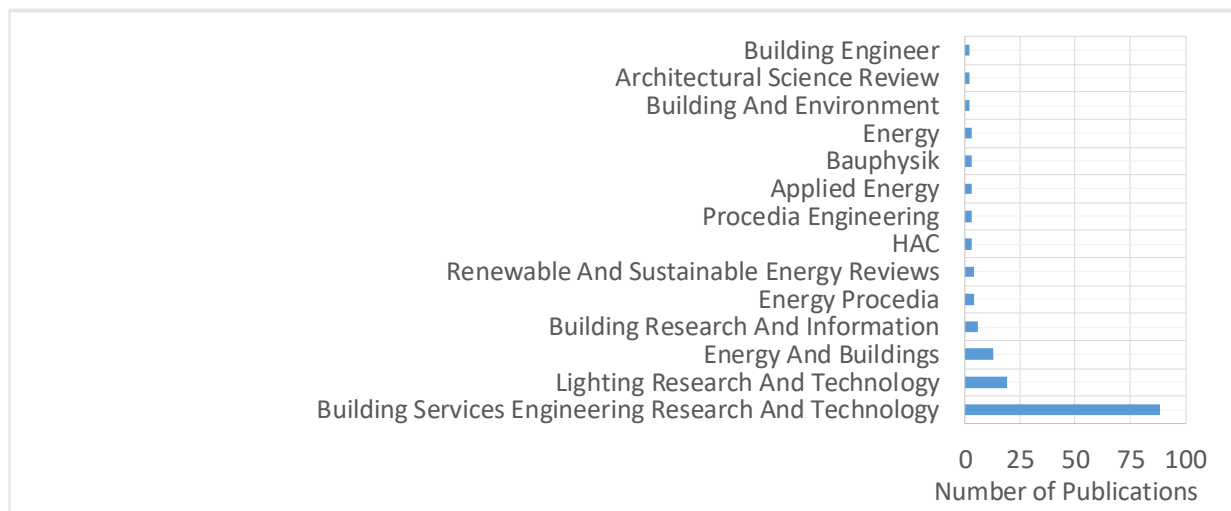 Building Engineer
Architectural Science Review
Building And Environment
Energy
Bauphysik
Applied Energy
Procedia Engineering
HAC
Renewable And Sustainable Energy Reviews
Energy Procedia
Building Research And Information
Energy And Buildings
Lighting Research And Technology
Building Services Engineering Research And Technology
0 25 50 75 100
Number of Publications